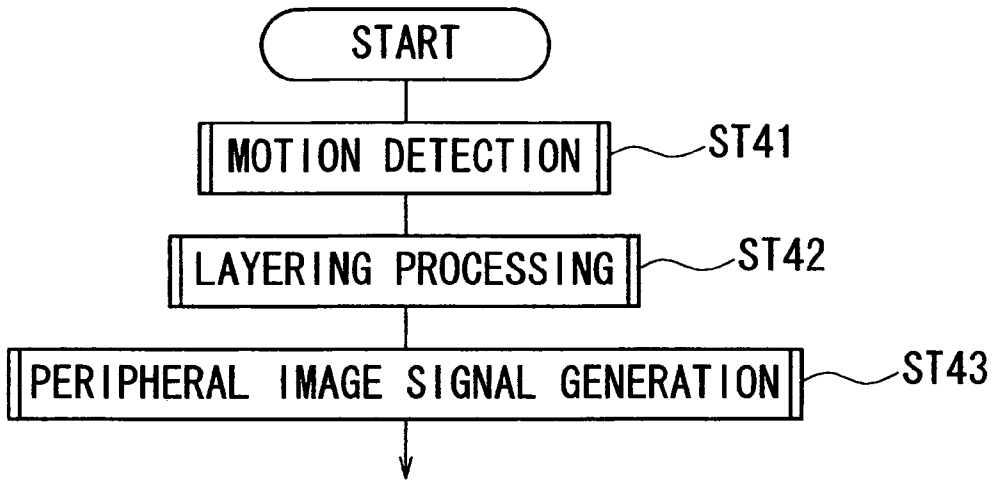 START
MOTION DETECTION
ST41
LAYERING PROCESSING
ST42
PERIPHERAL IMAGE SIGNAL GENERATION
ST43